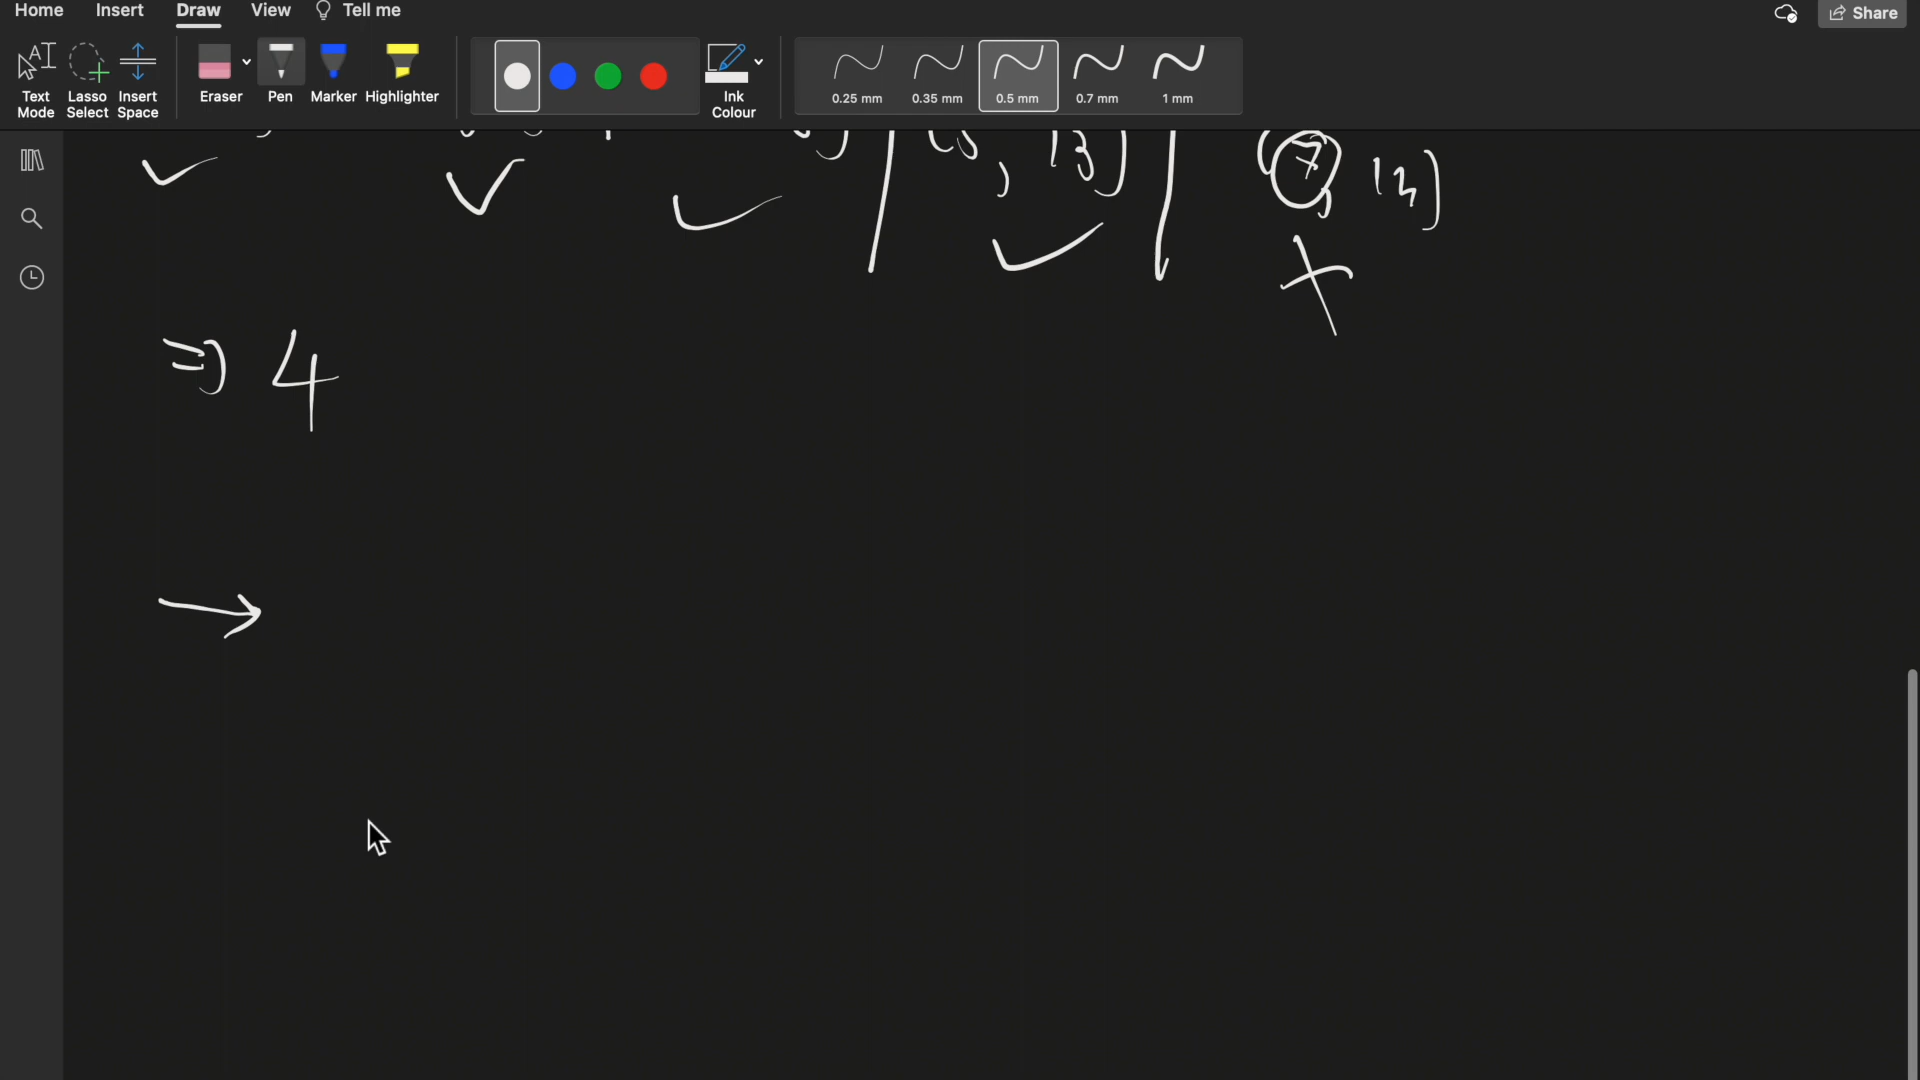 Home Insert Draw View Tell me Share
Text Mode Lasso Select Insert Space Eraser Pen Marker Highlighter Ink Colour 0.25 mm 0.35 mm 0.5 mm 0.7 mm 1 mm
13) (7, 13)
=> 4